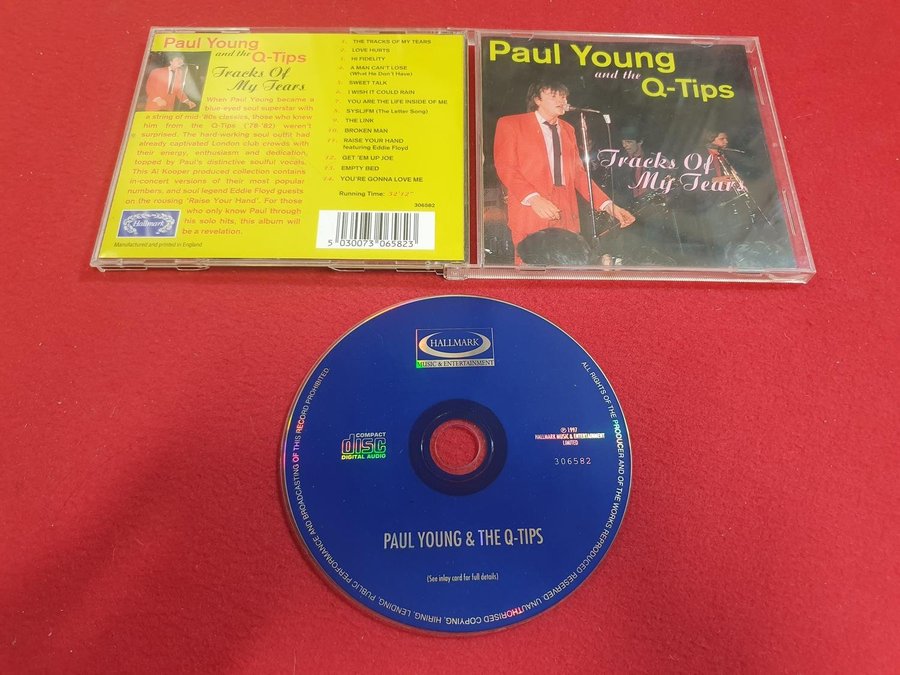 Paul Young
and the
Q-Tips
Tracks Of
My Tears
When Paul Young became a
blue-eyed soul superstar with
a string of mid-'80s classics, those who knew
him from the Q-Tips ('78-'82) weren't
surprised. The hard-working soul outfit had
already captivated London club crowds with
their energy, enthusiasm and dedication,
topped by Paul's distinctive soulful vocals.
This Al Kooper produced collection contains
in-concert versions of their most popular
numbers, and soul legend Eddie Floyd guests
on the rousing 'Raise Your Hand'. For those
who only know Paul through
his solo hits, this album will
be a revelation.
Hallmark
Manufactured and printed in England
1. THE TRACKS OF MY TEARS
2. LOVE HURTS
3. HI FIDELITY
4. A MAN CAN'T LOSE
(What He Don't Have)
5. SWEET TALK
6. I WISH IT COULD RAIN
7. YOU ARE THE LIFE INSIDE OF ME
8. SYSLJFM (The Letter Song)
9. THE LINK
10. BROKEN MAN
11. RAISE YOUR HAND
featuring Eddie Floyd
12. GET 'EM UP JOE
13. EMPTY BED
14. YOU'RE GONNA LOVE ME
Running Time: 52'12"
306582
5 030073 065823
Paul Young
and the
Q-Tips
Tracks Of
My Tears
HALLMARK
MUSIC & ENTERTAINMENT
COMPACT
disc
DIGITAL AUDIO
℗ 1997
HALLMARK MUSIC & ENTERTAINMENT
LIMITED
306582
PAUL YOUNG & THE Q-TIPS
(See inlay card for full details)
ALL RIGHTS OF THE PRODUCER AND OF THE WORKS REPRODUCED RESERVED. UNAUTHORISED COPYING, HIRING, LENDING, PUBLIC PERFORMANCE AND BROADCASTING OF THIS RECORD PROHIBITED.